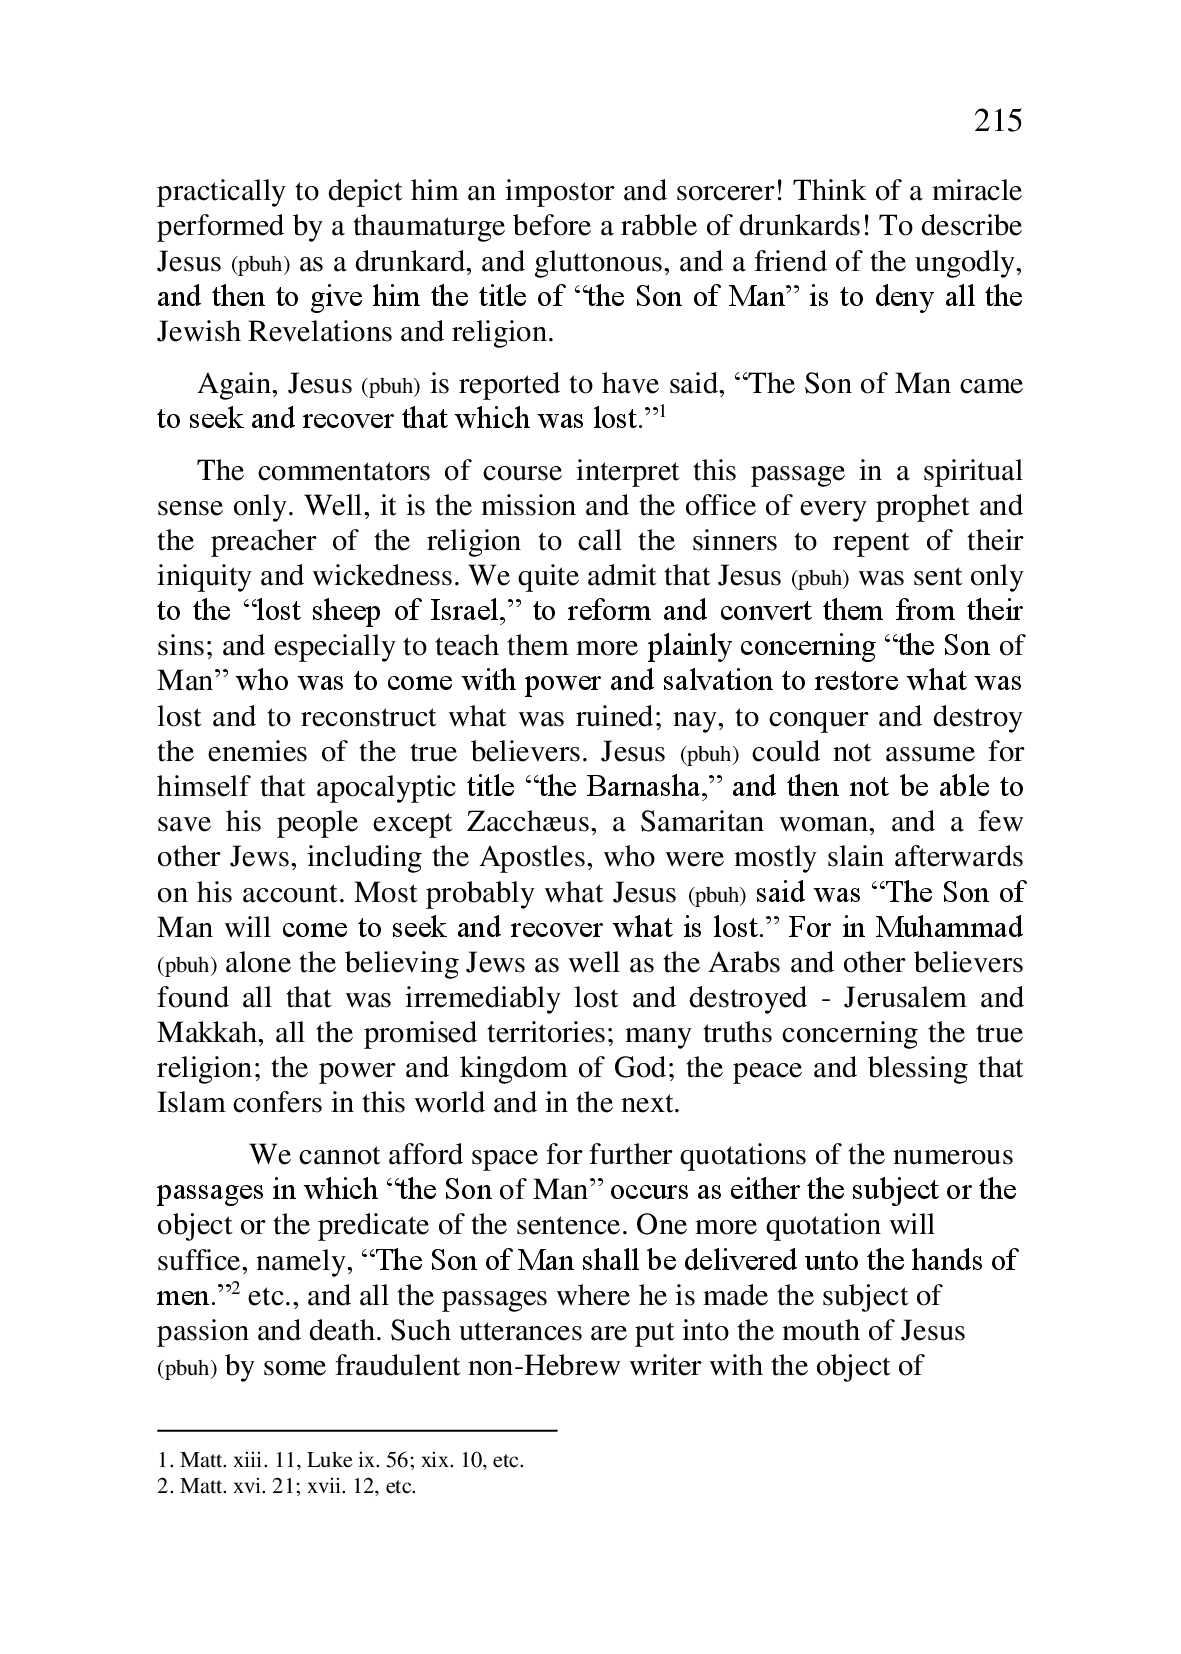 215
practically to depict him an impostor and sorcerer! Think of a miracle
performed by a thaumaturge before a rabble of drunkards! To describe
Jesus (pbuh) as a drunkard, and gluttonous, and a friend of the ungodly,
and then to give him the title of “the Son of Man” is to deny all the
Jewish Revelations and religion.
Again, Jesus (pbuh) is reported to have said, “The Son of Man came
to seek and recover that which was lost.”1
The commentators of course interpret this passage in a spiritual
sense only. Well, it is the mission and the office of every prophet and
the preacher of the religion to call the sinners to repent of their
iniquity and wickedness. We quite admit that Jesus (pbuh) was sent only
to the “lost sheep of Israel,” to reform and convert them from their
sins; and especially to teach them more plainly concerning “the Son of
Man” who was to come with power and salvation to restore what was
lost and to reconstruct what was ruined; nay, to conquer and destroy
the enemies of the true believers. Jesus (pbuh) could not assume for
himself that apocalyptic title “the Barnasha,” and then not be able to
save his people except Zacchæus, a Samaritan woman, and a few
other Jews, including the Apostles, who were mostly slain afterwards
on his account. Most probably what Jesus (pbuh) said was “The Son of
Man will come to seek and recover what is lost.” For in Muhammad
(pbuh) alone the believing Jews as well as the Arabs and other believers
found all that was irremediably lost and destroyed - Jerusalem and
Makkah, all the promised territories; many truths concerning the true
religion; the power and kingdom of God; the peace and blessing that
Islam confers in this world and in the next.
We cannot afford space for further quotations of the numerous
passages in which “the Son of Man” occurs as either the subject or the
object or the predicate of the sentence. One more quotation will
suffice, namely, “The Son of Man shall be delivered unto the hands of
men.”2 etc., and all the passages where he is made the subject of
passion and death. Such utterances are put into the mouth of Jesus
(pbuh) by some fraudulent non-Hebrew writer with the object of
1. Matt. xiii. 11, Luke ix. 56; xix. 10, etc.
2. Matt. xvi. 21; xvii. 12, etc.